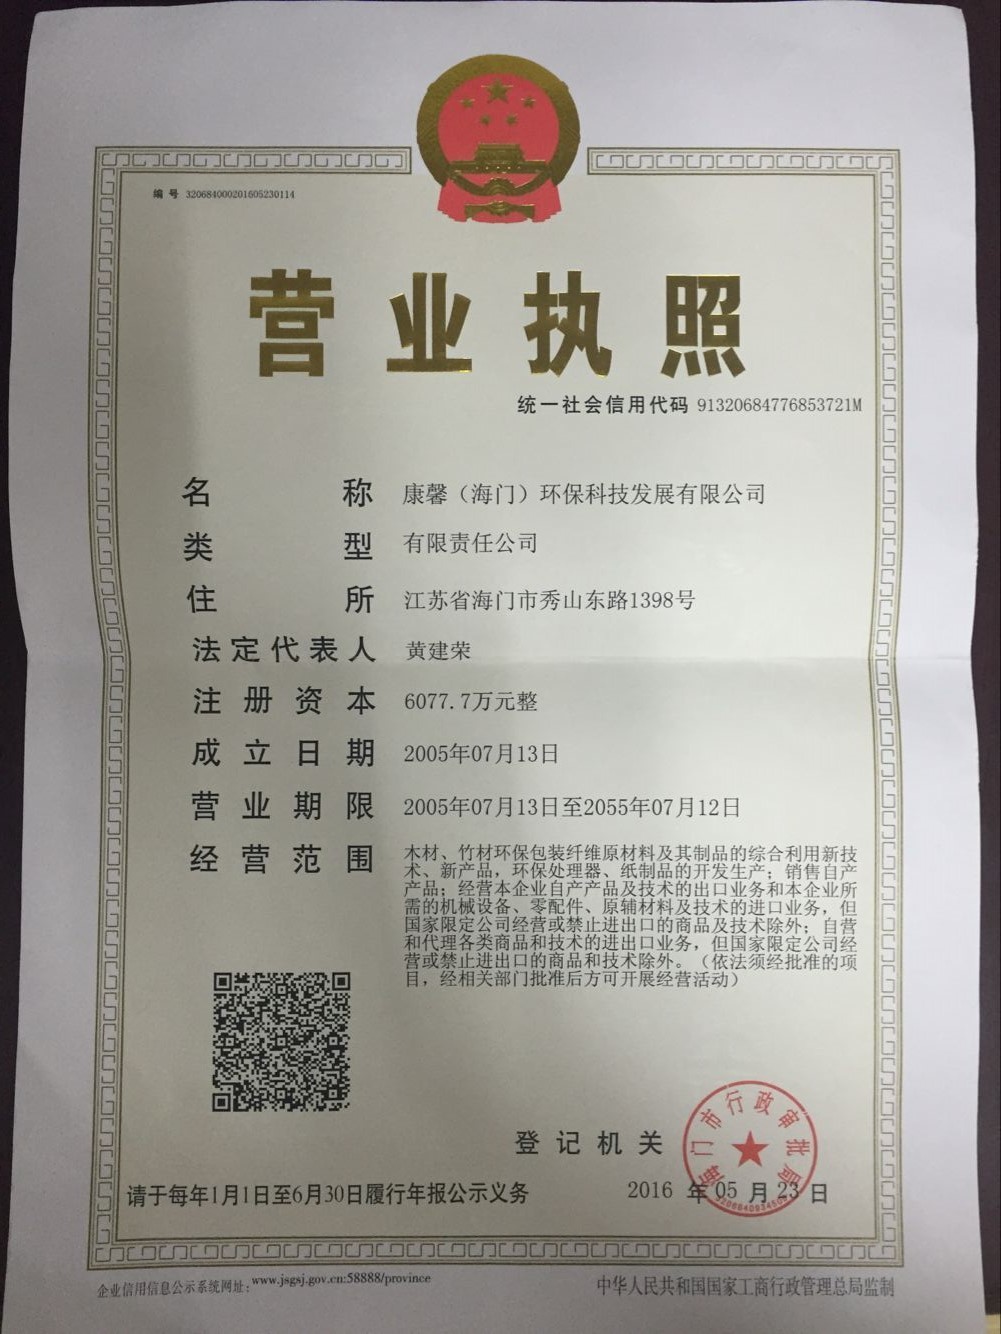 编 号 320684000201605230114
营业执照
统一社会信用代码 91320684776853721M
名 称 康馨（海门）环保科技发展有限公司
类 型 有限责任公司
住 所 江苏省海门市秀山东路1398号
法定代表人 黄建荣
注册资本 6077.7万元整
成立日期 2005年07月13日
营业期限 2005年07月13日至2055年07月12日
经营范围 木材、竹材环保包装纤维原材料及其制品的综合利用新技
术、新产品，环保处理器、纸制品的开发生产；销售自产
产品；经营本企业自产产品及技术的出口业务和本企业所
需的机械设备、零配件、原辅材料及技术的进口业务，但
国家限定公司经营或禁止进出口的商品及技术除外；自营
和代理各类商品和技术的进出口业务，但国家限定公司经
营或禁止进出口的商品和技术除外。（依法须经批准的项
目，经相关部门批准后方可开展经营活动）
登记机关
海门市行政审批局
2016 年 05 月 23 日
请于每年1月1日至6月30日履行年报公示义务
企业信用信息公示系统网址：www.jsgsj.gov.cn:58888/province
中华人民共和国国家工商行政管理总局监制